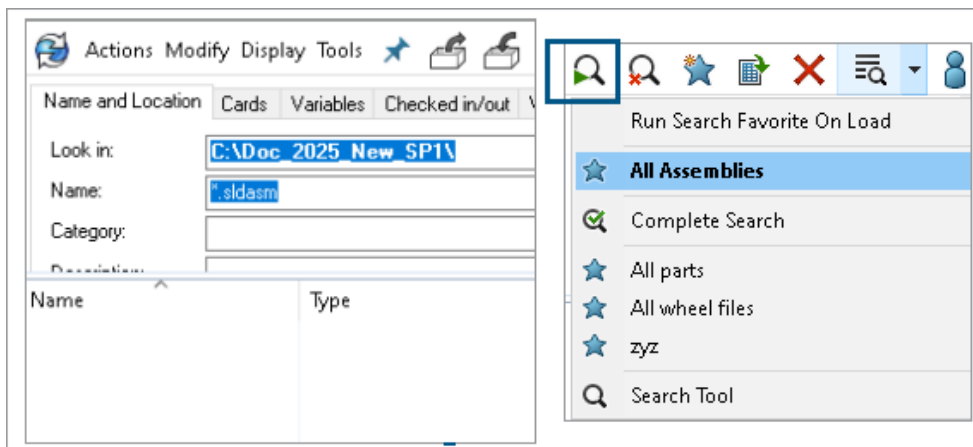 Actions Modify Display Tools
Name and Location Cards Variables Checked in/out
Look in: C:\Doc_2025_New_SP1\
Name: *.sldasm
Category:
Name Type
Run Search Favorite On Load
All Assemblies
Complete Search
All parts
All wheel files
zyz
Search Tool